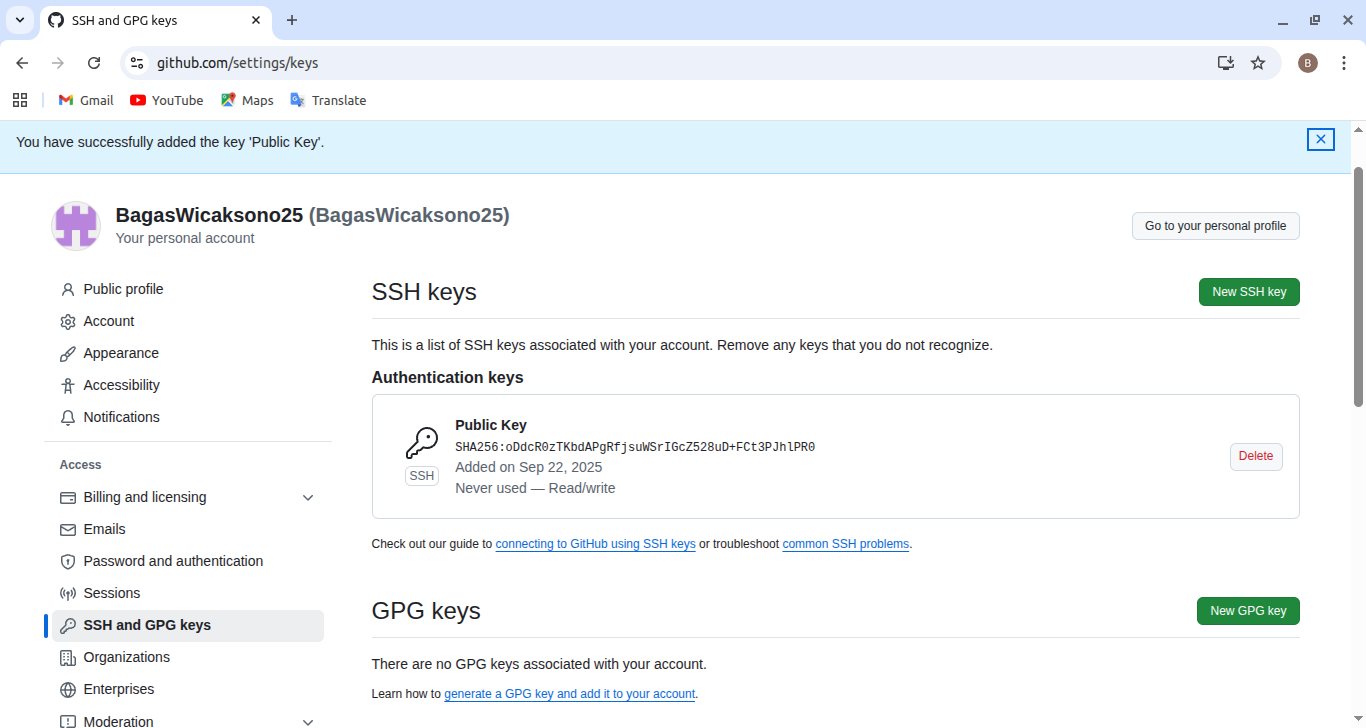 SSH and GPG keys
github.com/settings/keys
B
Gmail YouTube Maps Translate
You have successfully added the key 'Public Key'.
BagasWicaksono25 (BagasWicaksono25)
Your personal account
Go to your personal profile
Public profile
Account
Appearance
Accessibility
Notifications
Access
Billing and licensing
Emails
Password and authentication
Sessions
SSH and GPG keys
Organizations
Enterprises
Moderation
SSH keys
New SSH key
This is a list of SSH keys associated with your account. Remove any keys that you do not recognize.
Authentication keys
SSH
Public Key
SHA256:oDdcR0zTKbdAPgRfjsuWSrIGcZ528uD+FCt3PJhlPR0
Added on Sep 22, 2025
Never used — Read/write
Delete
Check out our guide to connecting to GitHub using SSH keys or troubleshoot common SSH problems.
GPG keys
New GPG key
There are no GPG keys associated with your account.
Learn how to generate a GPG key and add it to your account.